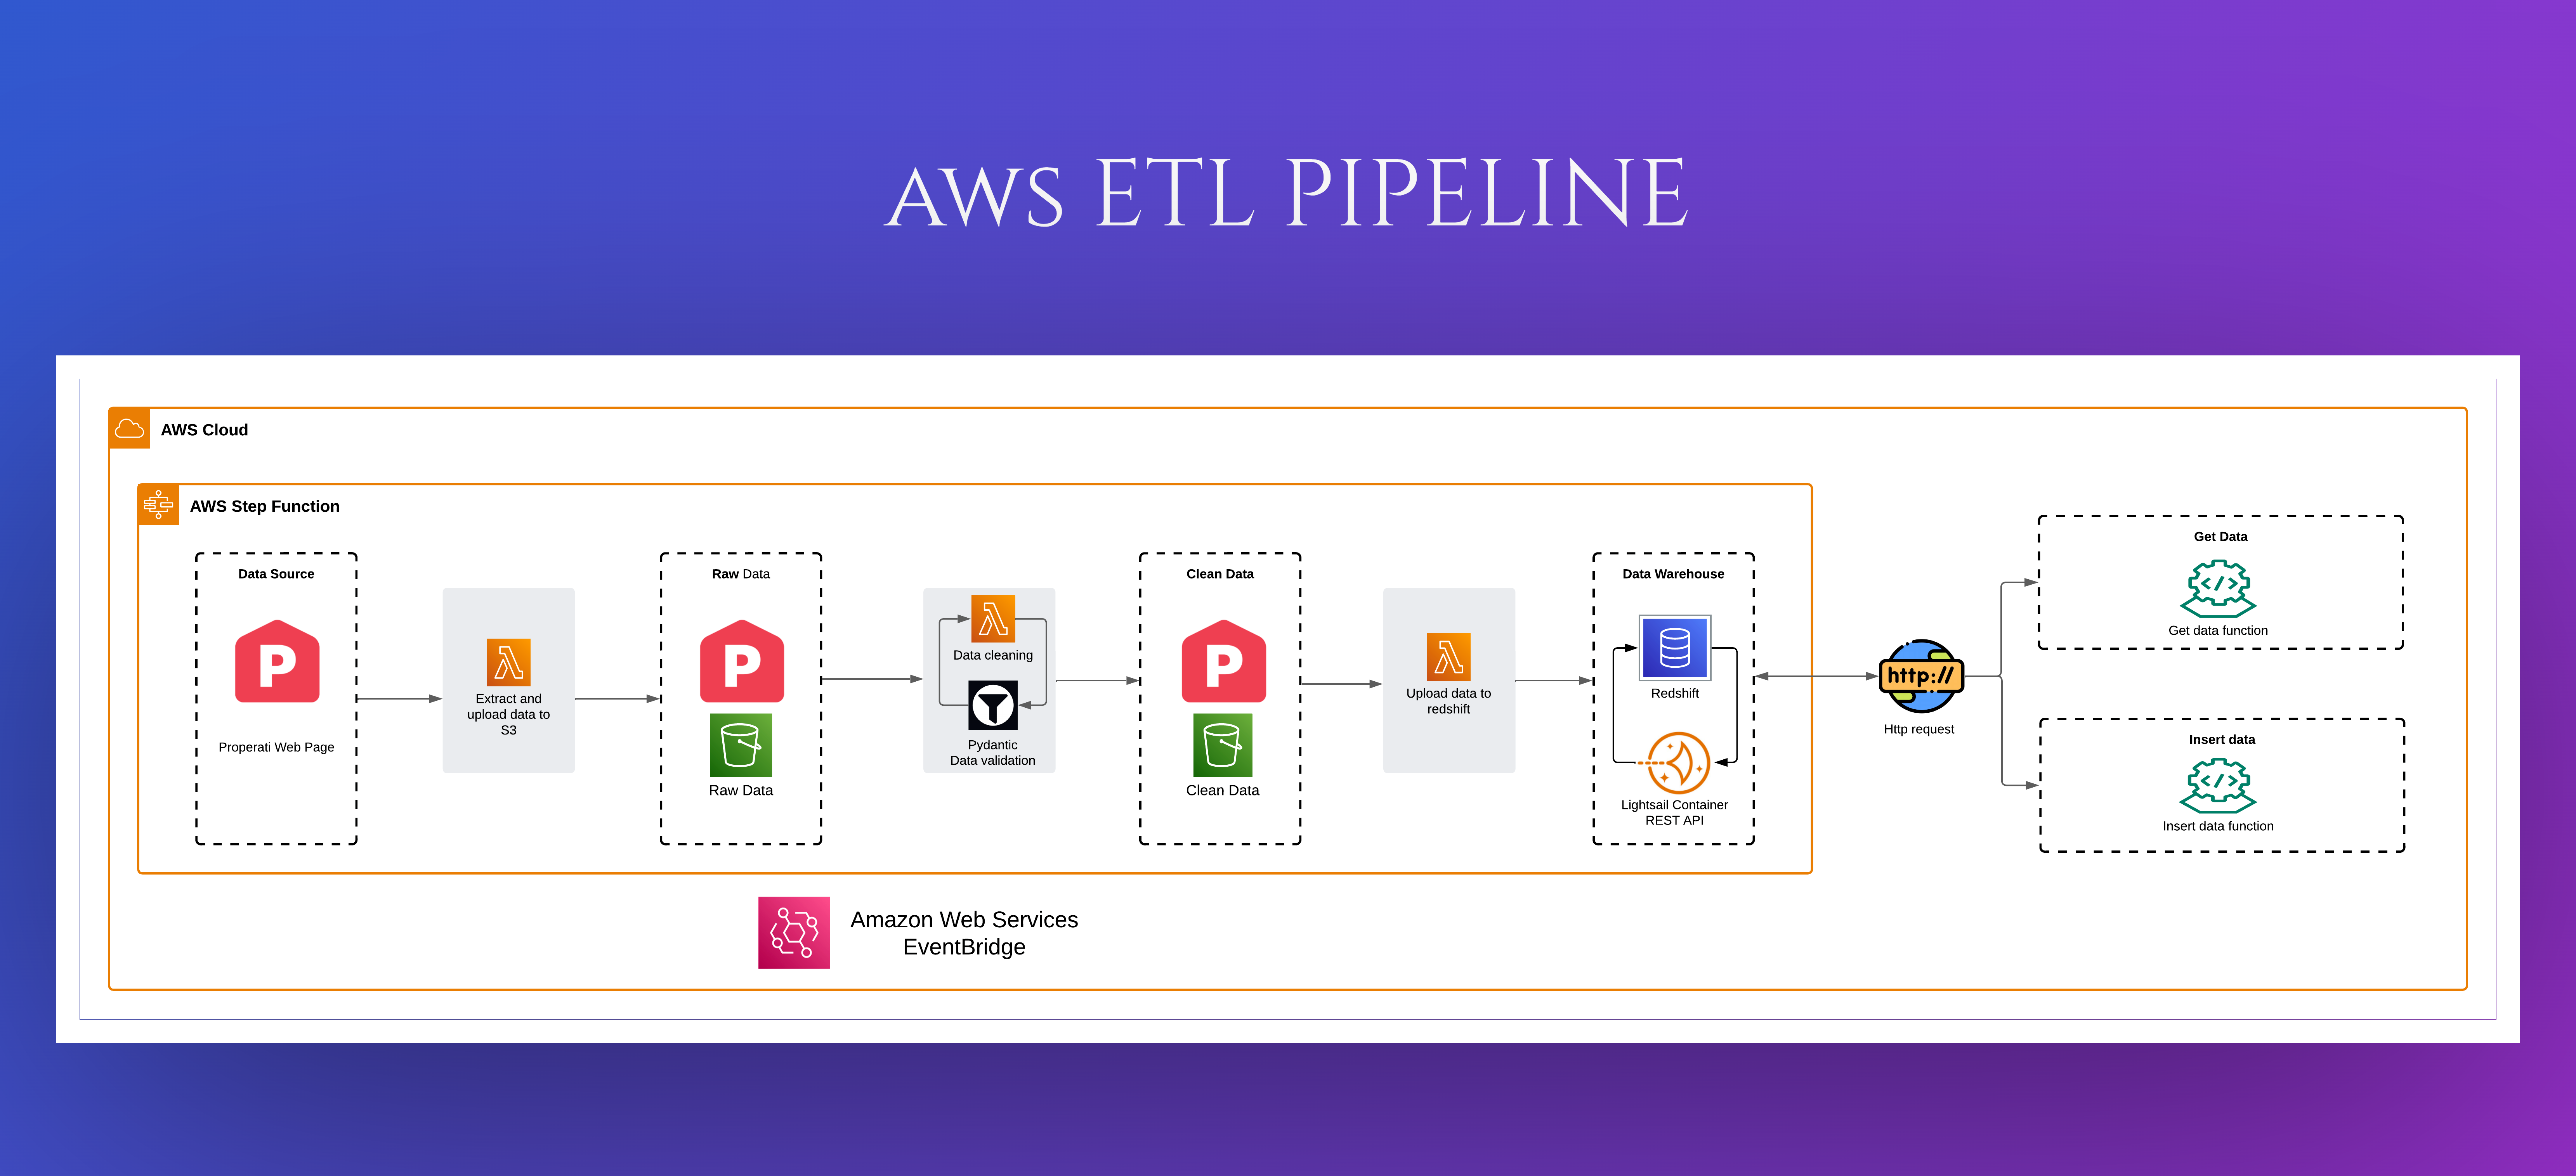 AWS ETL PIPELINE
AWS Cloud
AWS Step Function
Data Source
P
Properati Web Page
Extract and
upload data to
S3
Raw Data
P
Raw Data
Data cleaning
Pydantic
Data validation
Clean Data
P
Clean Data
Upload data to
redshift
Data Warehouse
Redshift
Lightsail Container
REST API
http://
Http request
Get Data
</>
Get data function
Insert data
</>
Insert data function
Amazon Web Services
EventBridge